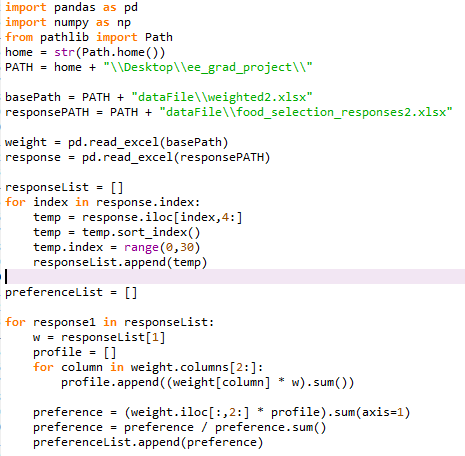 import pandas as pd
import numpy as np
from pathlib import Path
home = str(Path.home())
PATH = home + "\\Desktop\\ee_grad_project\\"

basePath = PATH + "dataFile\\weighted2.xlsx"
responsePATH = PATH + "dataFile\\food_selection_responses2.xlsx"

weight = pd.read_excel(basePath)
response = pd.read_excel(responsePATH)

responseList = []
for index in response.index:
    temp = response.iloc[index,4:]
    temp = temp.sort_index()
    temp.index = range(0,30)
    responseList.append(temp)

preferenceList = []

for response1 in responseList:
    w = responseList[1]
    profile = []
    for column in weight.columns[2:]:
        profile.append((weight[column] * w).sum())

    preference = (weight.iloc[:,2:] * profile).sum(axis=1)
    preference = preference / preference.sum()
    preferenceList.append(preference)